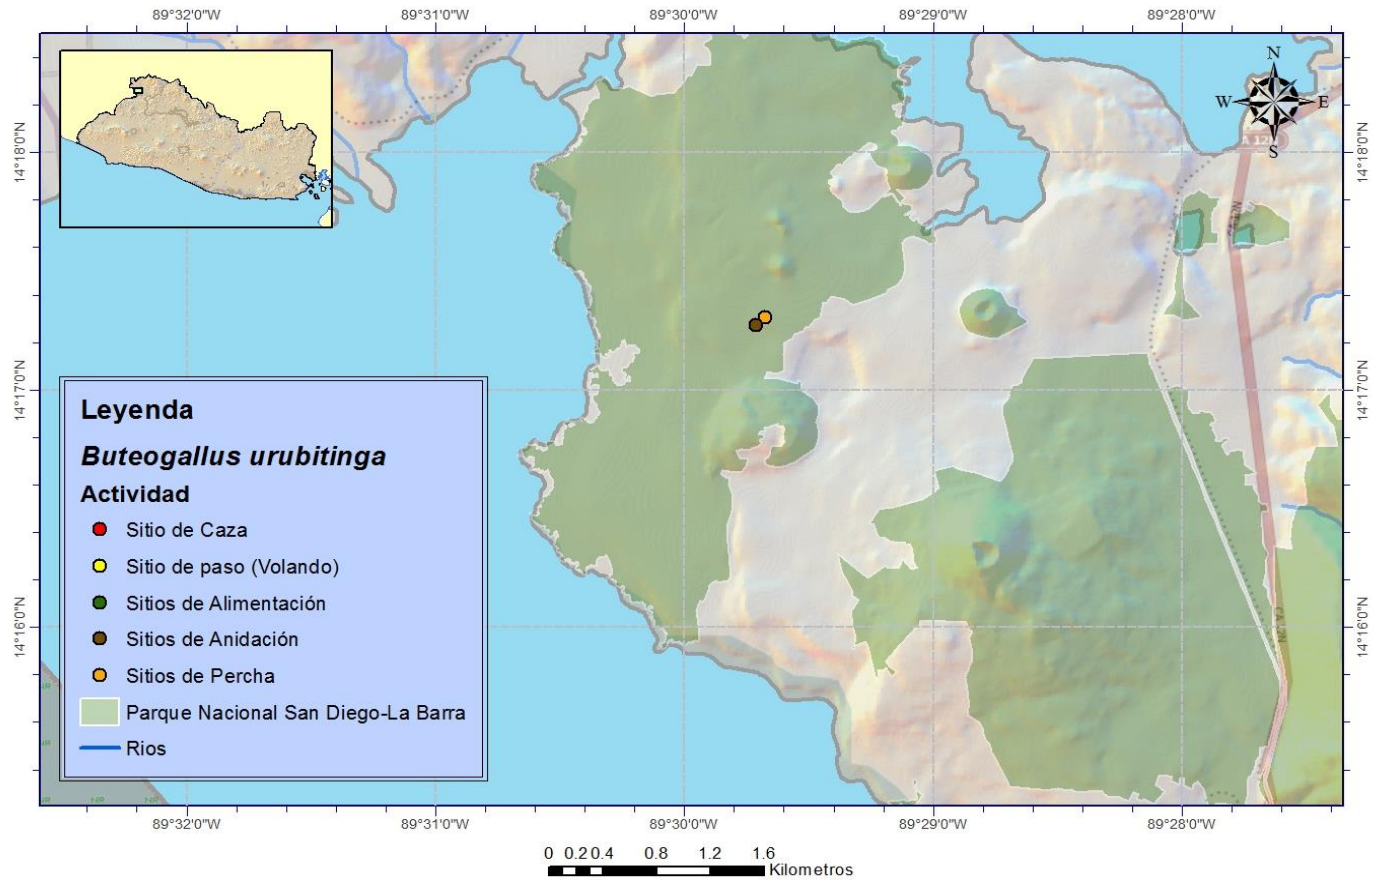 89°32'0"W 89°31'0"W 89°30'0"W 89°29'0"W 89°28'0"W
N
W E
S
14°18'0"N 14°18'0"N
14°17'0"N 14°17'0"N
Leyenda
Buteogallus urubitinga
Actividad
Sitio de Caza
Sitio de paso (Volando)
Sitios de Alimentación
Sitios de Anidación
Sitios de Percha
Parque Nacional San Diego-La Barra
Rios
14°16'0"N 14°16'0"N
CA-12N
89°32'0"W 89°31'0"W 89°30'0"W 89°29'0"W 89°28'0"W
0 0.2 0.4 0.8 1.2 1.6
Kilometros